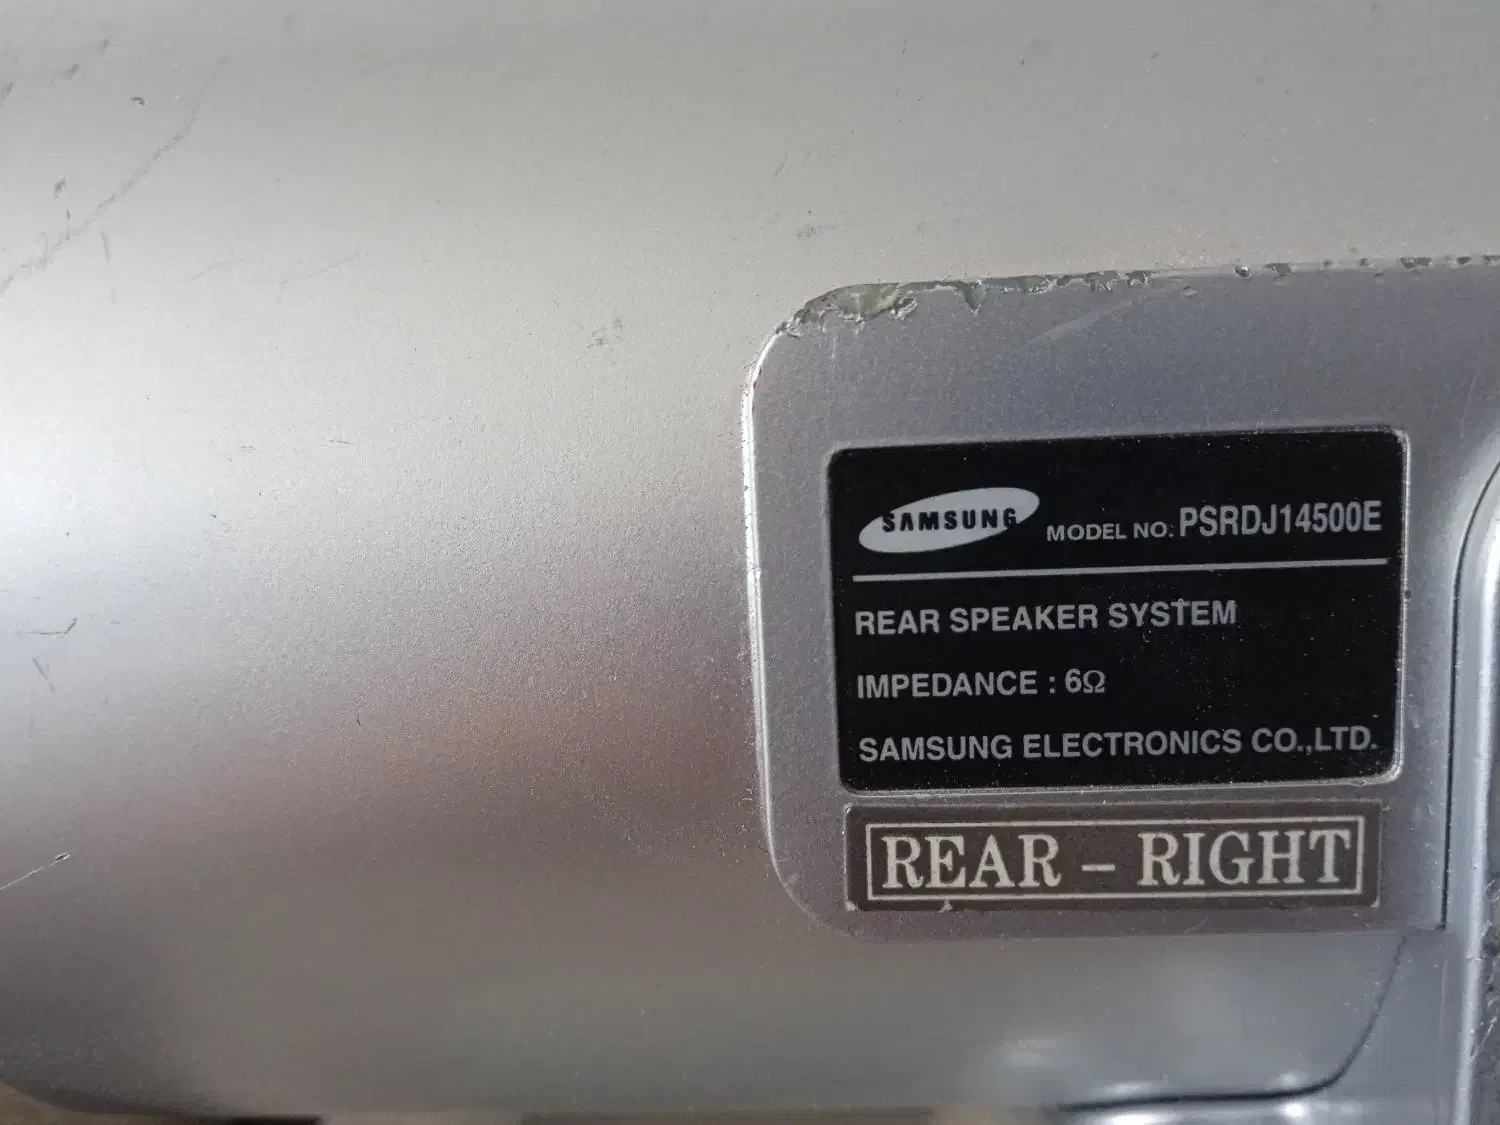 SAMSUNG MODEL NO. PSRDJ14500E
REAR SPEAKER SYSTEM
IMPEDANCE : 6Ω
SAMSUNG ELECTRONICS CO.,LTD.
REAR – RIGHT